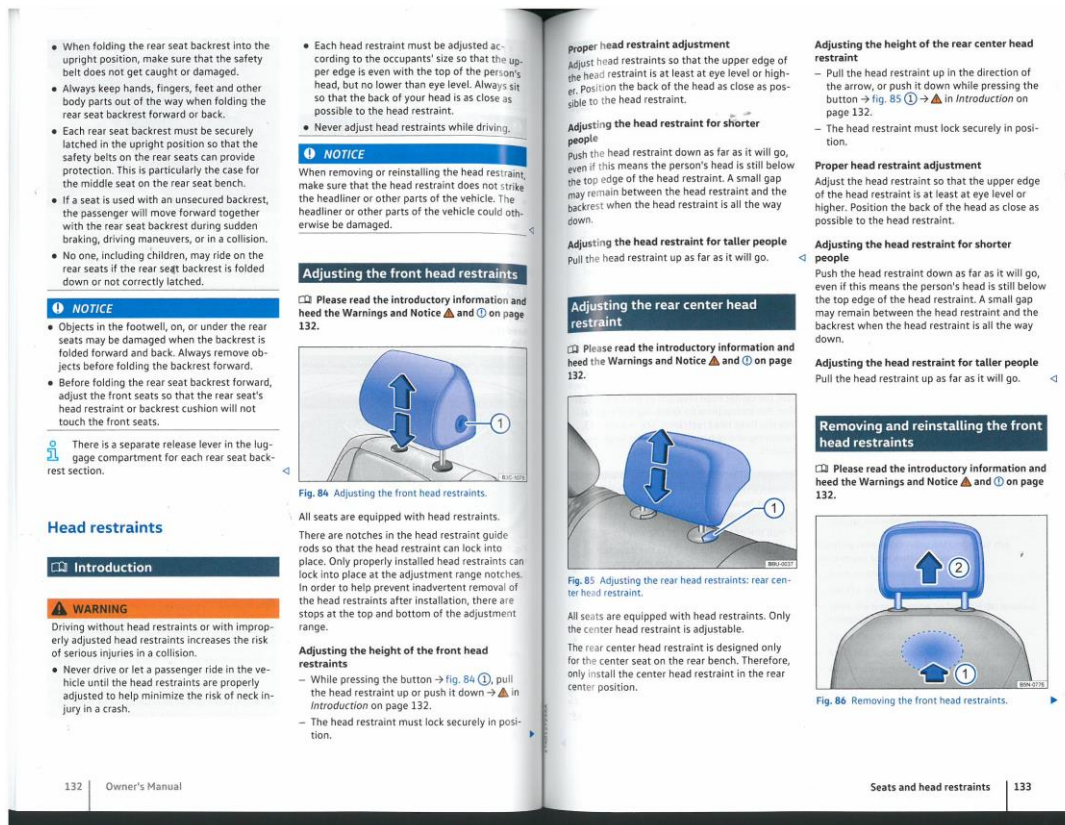 • When folding the rear seat backrest into the
upright position, make sure that the safety
belt does not get caught or damaged.
• Always keep hands, fingers, feet and other
body parts out of the way when folding the
rear seat backrest forward or back.
• Each rear seat backrest must be securely
latched in the upright position so that the
safety belts on the rear seats can provide
protection. This is particularly the case for
the middle seat on the rear seat bench.
• If a seat is used with an unsecured backrest,
the passenger will move forward together
with the rear seat backrest during sudden
braking, driving maneuvers, or in a collision.
• No one, including children, may ride on the
rear seats if the rear seat backrest is folded
down or not correctly latched.
NOTICE
• Objects in the footwell, on, or under the rear
seats may be damaged when the backrest is
folded forward and back. Always remove ob-
jects before folding the backrest forward.
• Before folding the rear seat backrest forward,
adjust the front seats so that the rear seat's
head restraint or backrest cushion will not
touch the front seats.
There is a separate release lever in the lug-
gage compartment for each rear seat back-
rest section.
Head restraints
Introduction
WARNING
Driving without head restraints or with improp-
erly adjusted head restraints increases the risk
of serious injuries in a collision.
• Never drive or let a passenger ride in the ve-
hicle until the head restraints are properly
adjusted to help minimize the risk of neck in-
jury in a crash.
• Each head restraint must be adjusted ac-
cording to the occupants' size so that the up-
per edge is even with the top of the person's
head, but no lower than eye level. Always sit
so that the back of your head is as close as
possible to the head restraint.
• Never adjust head restraints while driving.
NOTICE
When removing or reinstalling the head restraint,
make sure that the head restraint does not strike
the headliner or other parts of the vehicle. The
headliner or other parts of the vehicle could oth-
erwise be damaged.
Adjusting the front head restraints
Please read the introductory information and
heed the Warnings and Notice ⚠ and ① on page
132.
1
Fig. 84 Adjusting the front head restraints.
All seats are equipped with head restraints.
There are notches in the head restraint guide
rods so that the head restraint can lock into
place. Only properly installed head restraints can
lock into place at the adjustment range notches.
In order to help prevent inadvertent removal of
the head restraints after installation, there are
stops at the top and bottom of the adjustment
range.
Adjusting the height of the front head
restraints
– While pressing the button → fig. 84 ①, pull
the head restraint up or push it down → ⚠ in
Introduction on page 132.
– The head restraint must lock securely in posi-
tion.
132 Owner's Manual
Proper head restraint adjustment
Adjust head restraints so that the upper edge of
the head restraint is at least at eye level or high-
er. Position the back of the head as close as pos-
sible to the head restraint.
Adjusting the head restraint for shorter
people
Push the head restraint down as far as it will go,
even if this means the person's head is still below
the top edge of the head restraint. A small gap
may remain between the head restraint and the
backrest when the head restraint is all the way
down.
Adjusting the head restraint for taller people
Pull the head restraint up as far as it will go.
Adjusting the rear center head
restraint
Please read the introductory information and
heed the Warnings and Notice ⚠ and ① on page
132.
1
B8U-0037
Fig. 85 Adjusting the rear head restraints: rear cen-
ter head restraint.
All seats are equipped with head restraints. Only
the center head restraint is adjustable.
The rear center head restraint is designed only
for the center seat on the rear bench. Therefore,
only install the center head restraint in the rear
center position.
Adjusting the height of the rear center head
restraint
– Pull the head restraint up in the direction of
the arrow, or push it down while pressing the
button → fig. 85 ① → ⚠ in Introduction on
page 132.
– The head restraint must lock securely in posi-
tion.
Proper head restraint adjustment
Adjust the head restraint so that the upper edge
of the head restraint is at least at eye level or
higher. Position the back of the head as close as
possible to the head restraint.
Adjusting the head restraint for shorter
people
Push the head restraint down as far as it will go,
even if this means the person's head is still below
the top edge of the head restraint. A small gap
may remain between the head restraint and the
backrest when the head restraint is all the way
down.
Adjusting the head restraint for taller people
Pull the head restraint up as far as it will go.
Removing and reinstalling the front
head restraints
Please read the introductory information and
heed the Warnings and Notice ⚠ and ① on page
132.
2
1
B8N-0776
Fig. 86 Removing the front head restraints.
Seats and head restraints 133